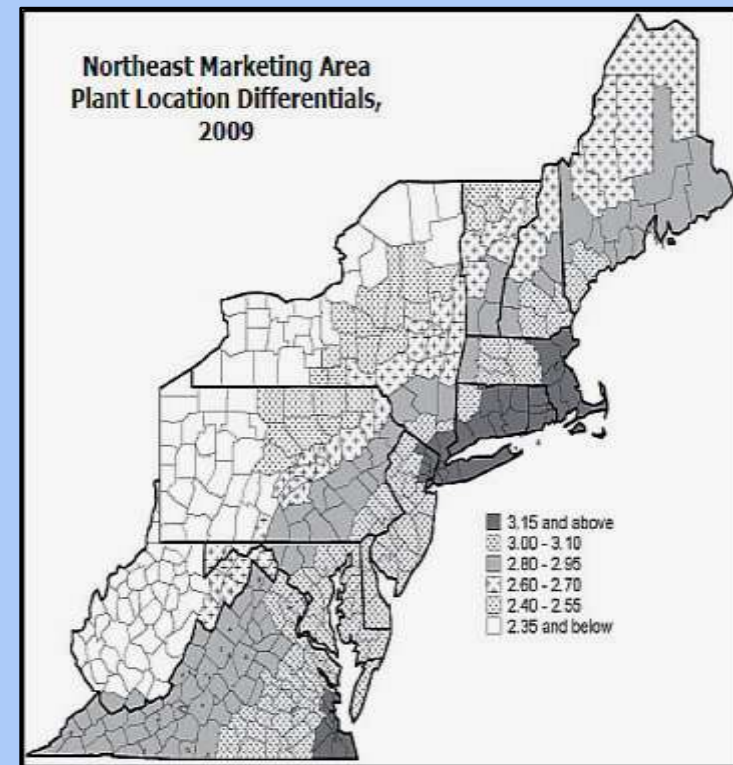 Northeast Marketing Area
Plant Location Differentials,
2009
3.15 and above
3.00 - 3.10
2.80 - 2.95
2.60 - 2.70
2.40 - 2.55
2.35 and below